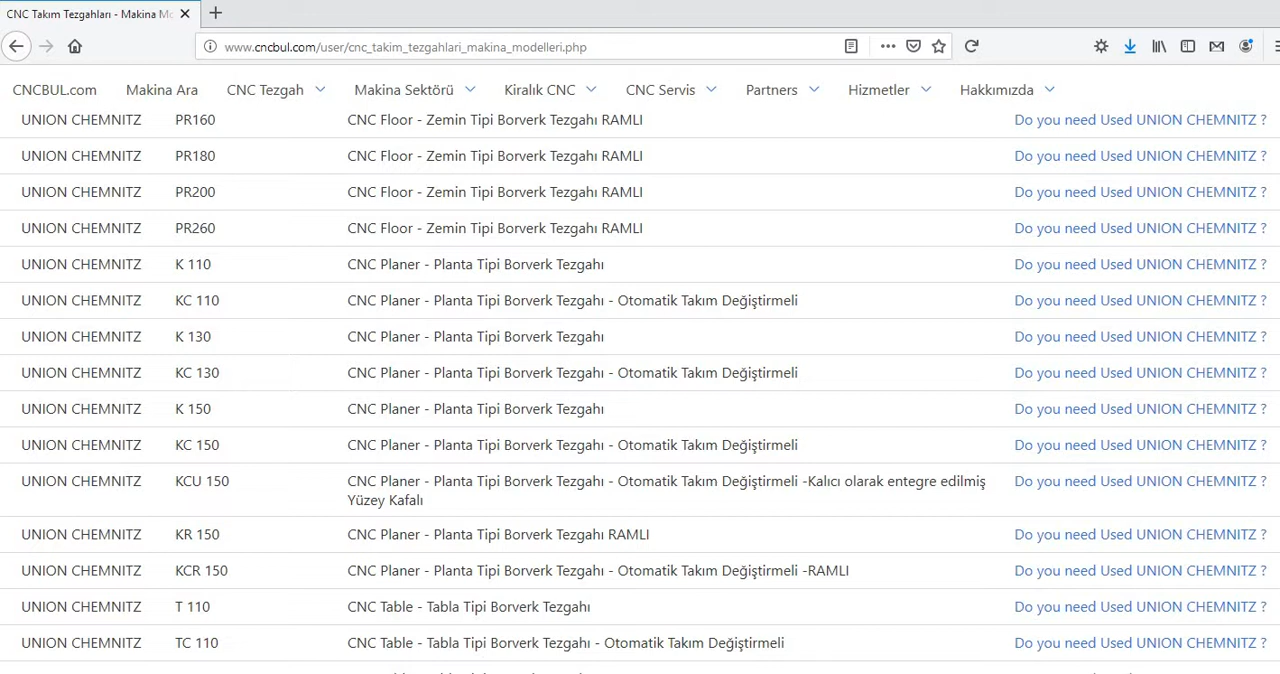 CNC Takım Tezgahları - Makina Mo
www.cncbul.com/user/cnc_takim_tezgahlari_makina_modelleri.php
CNCBUL.com Makina Ara CNC Tezgah Makina Sektörü Kiralık CNC CNC Servis Partners Hizmetler Hakkımızda
UNION CHEMNITZ PR160 CNC Floor - Zemin Tipi Borverk Tezgahı RAMLI Do you need Used UNION CHEMNITZ ?
UNION CHEMNITZ PR180 CNC Floor - Zemin Tipi Borverk Tezgahı RAMLI Do you need Used UNION CHEMNITZ ?
UNION CHEMNITZ PR200 CNC Floor - Zemin Tipi Borverk Tezgahı RAMLI Do you need Used UNION CHEMNITZ ?
UNION CHEMNITZ PR260 CNC Floor - Zemin Tipi Borverk Tezgahı RAMLI Do you need Used UNION CHEMNITZ ?
UNION CHEMNITZ K 110 CNC Planer - Planta Tipi Borverk Tezgahı Do you need Used UNION CHEMNITZ ?
UNION CHEMNITZ KC 110 CNC Planer - Planta Tipi Borverk Tezgahı - Otomatik Takım Değiştirmeli Do you need Used UNION CHEMNITZ ?
UNION CHEMNITZ K 130 CNC Planer - Planta Tipi Borverk Tezgahı Do you need Used UNION CHEMNITZ ?
UNION CHEMNITZ KC 130 CNC Planer - Planta Tipi Borverk Tezgahı - Otomatik Takım Değiştirmeli Do you need Used UNION CHEMNITZ ?
UNION CHEMNITZ K 150 CNC Planer - Planta Tipi Borverk Tezgahı Do you need Used UNION CHEMNITZ ?
UNION CHEMNITZ KC 150 CNC Planer - Planta Tipi Borverk Tezgahı - Otomatik Takım Değiştirmeli Do you need Used UNION CHEMNITZ ?
UNION CHEMNITZ KCU 150 CNC Planer - Planta Tipi Borverk Tezgahı - Otomatik Takım Değiştirmeli -Kalıcı olarak entegre edilmiş Do you need Used UNION CHEMNITZ ?
Yüzey Kafalı
UNION CHEMNITZ KR 150 CNC Planer - Planta Tipi Borverk Tezgahı RAMLI Do you need Used UNION CHEMNITZ ?
UNION CHEMNITZ KCR 150 CNC Planer - Planta Tipi Borverk Tezgahı - Otomatik Takım Değiştirmeli -RAMLI Do you need Used UNION CHEMNITZ ?
UNION CHEMNITZ T 110 CNC Table - Tabla Tipi Borverk Tezgahı Do you need Used UNION CHEMNITZ ?
UNION CHEMNITZ TC 110 CNC Table - Tabla Tipi Borverk Tezgahı - Otomatik Takım Değiştirmeli Do you need Used UNION CHEMNITZ ?